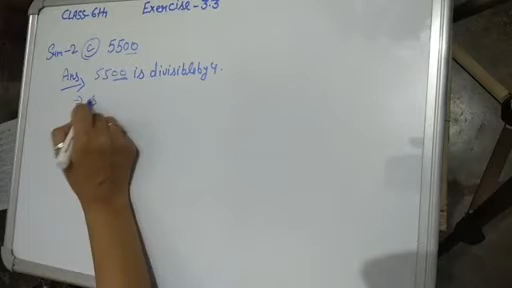 CLASS-6th Exercise-3.3
Sum-2 (C) 5500
Ans 5500 is divisible by 4.